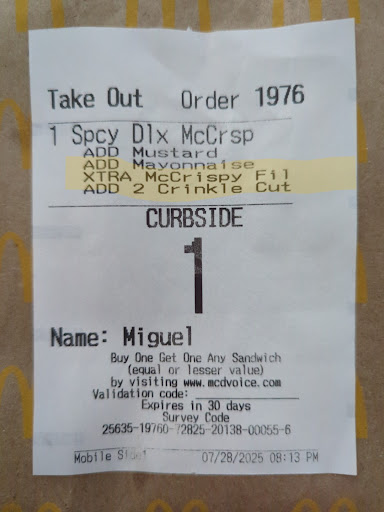 Take Out Order 1976
1 Spcy Dlx McCrsp
ADD Mustard
ADD Mayonnaise
XTRA McCrispy Fil
ADD 2 Crinkle Cut
CURBSIDE
1
Name: Miguel
Buy One Get One Any Sandwich
(equal or lesser value)
by visiting www.mcdvoice.com
Validation code:
Expires in 30 days
Survey Code
25635-19760-72825-20138-00055-6
Mobile Side1 07/28/2025 08:13 PM